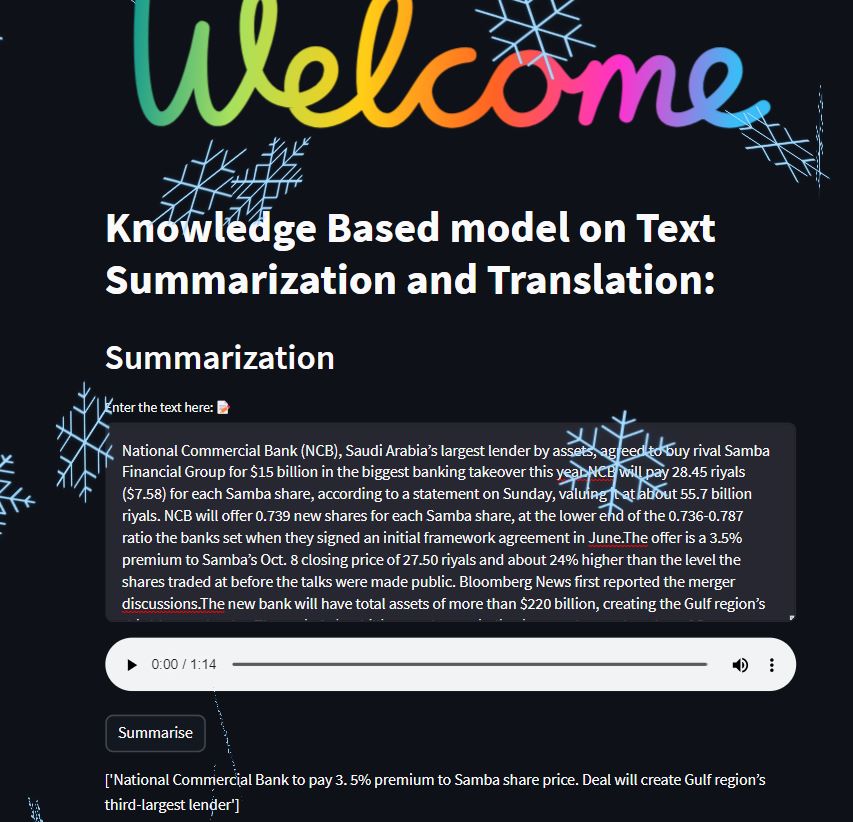 Welcome
Knowledge Based model on Text
Summarization and Translation:
Summarization
Enter the text here: 📝
National Commercial Bank (NCB), Saudi Arabia’s largest lender by assets, agreed to buy rival Samba
Financial Group for $15 billion in the biggest banking takeover this year.NCB will pay 28.45 riyals
($7.58) for each Samba share, according to a statement on Sunday, valuing it at about 55.7 billion
riyals. NCB will offer 0.739 new shares for each Samba share, at the lower end of the 0.736-0.787
ratio the banks set when they signed an initial framework agreement in June.The offer is a 3.5%
premium to Samba’s Oct. 8 closing price of 27.50 riyals and about 24% higher than the level the
shares traded at before the talks were made public. Bloomberg News first reported the merger
discussions.The new bank will have total assets of more than $220 billion, creating the Gulf region’s
0:00 / 1:14
Summarise
['National Commercial Bank to pay 3. 5% premium to Samba share price. Deal will create Gulf region’s
third-largest lender']